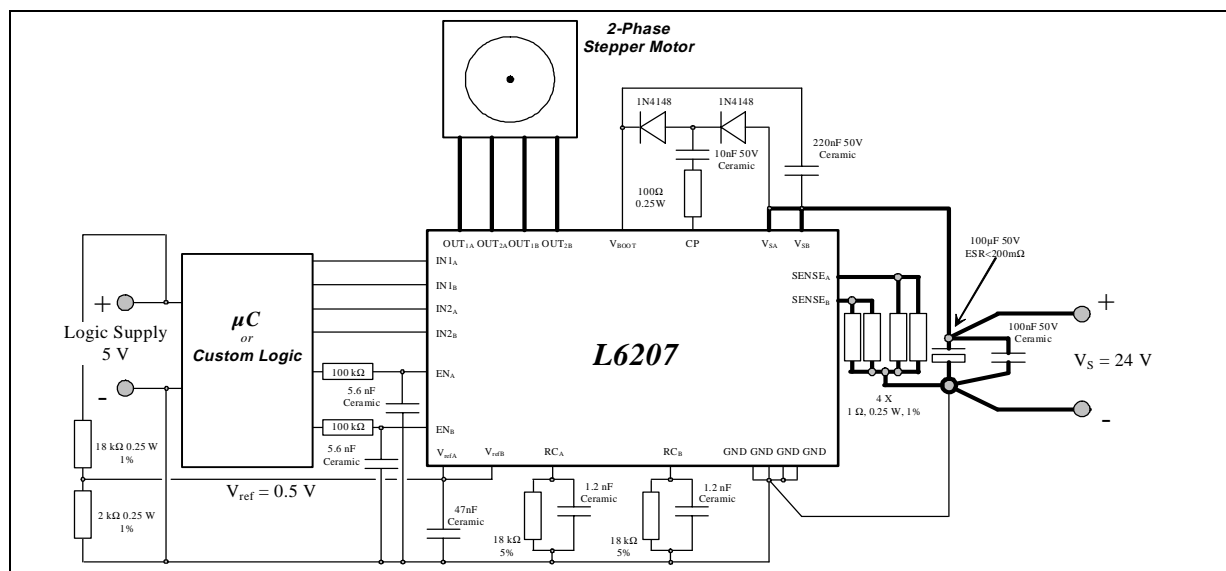 2-Phase
Stepper Motor
1N4148
1N4148
10nF 50V
Ceramic
220nF 50V
Ceramic
100Ω
0.25W
OUT1A OUT2A OUT1B OUT2B
VBOOT
CP
VSA
VSB
100µF 50V
ESR<200mΩ
IN1A
IN1B
IN2A
IN2B
ENA
ENB
SENSEA
SENSEB
+
Logic Supply
5 V
-
µC
or
Custom Logic
L6207
+
100nF 50V
Ceramic
VS = 24 V
-
100 kΩ
5.6 nF
Ceramic
100 kΩ
5.6 nF
Ceramic
4 X
1 Ω, 0.25 W, 1%
18 kΩ 0.25 W
1%
VrefA
VrefB
RCA
RCB
GND GND GND GND
Vref = 0.5 V
2 kΩ 0.25 W
1%
47nF
Ceramic
1.2 nF
Ceramic
18 kΩ
5%
1.2 nF
Ceramic
18 kΩ
5%